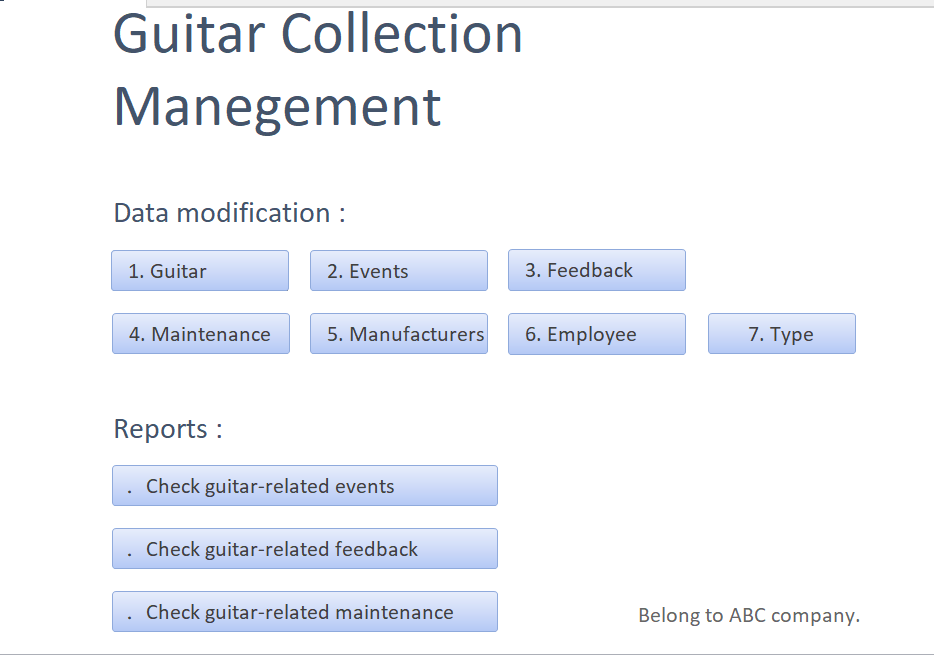 Guitar Collection
Manegement
Data modification :
1. Guitar
2. Events
3. Feedback
4. Maintenance
5. Manufacturers
6. Employee
7. Type
Reports :
. Check guitar-related events
. Check guitar-related feedback
. Check guitar-related maintenance
Belong to ABC company.